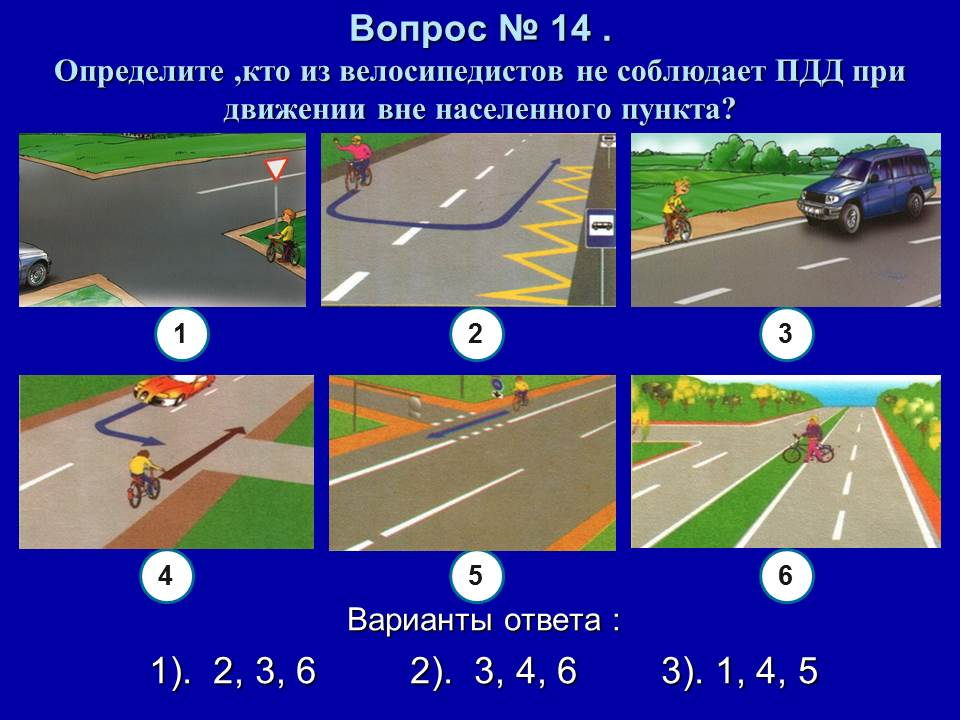 Вопрос № 14 .
Определите ,кто из велосипедистов не соблюдает ПДД при
движении вне населенного пункта?
1 2 3
4 5 6
Варианты ответа :
1). 2, 3, 6 2). 3, 4, 6 3). 1, 4, 5